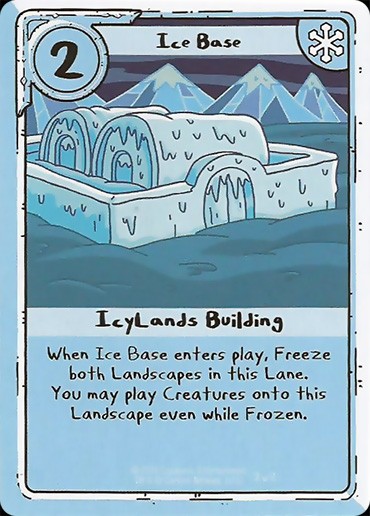 2
Ice Base
IcyLands Building
When Ice Base enters play, Freeze
both Landscapes in this Lane.
You may play Creatures onto this
Landscape even while Frozen.